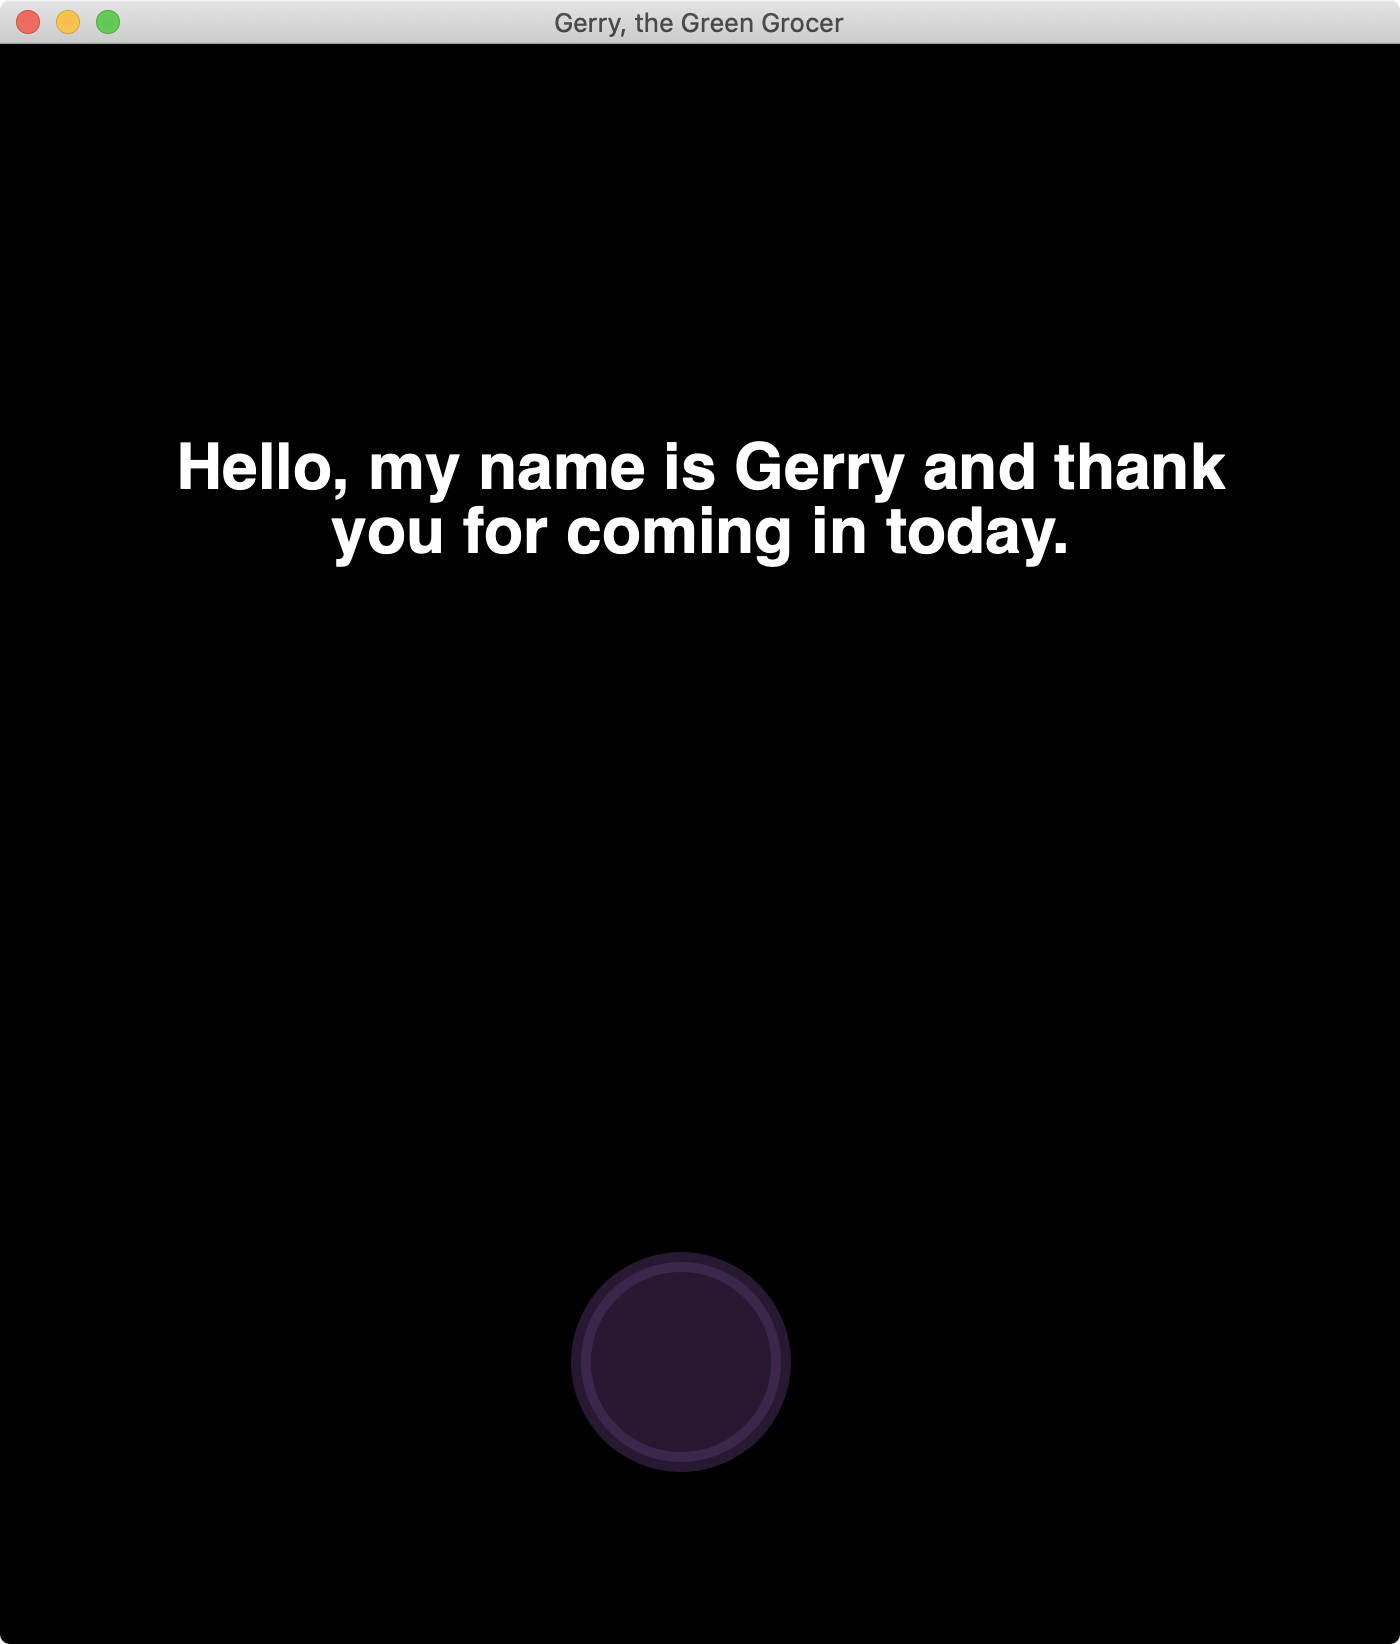 Gerry, the Green Grocer
Hello, my name is Gerry and thank
you for coming in today.